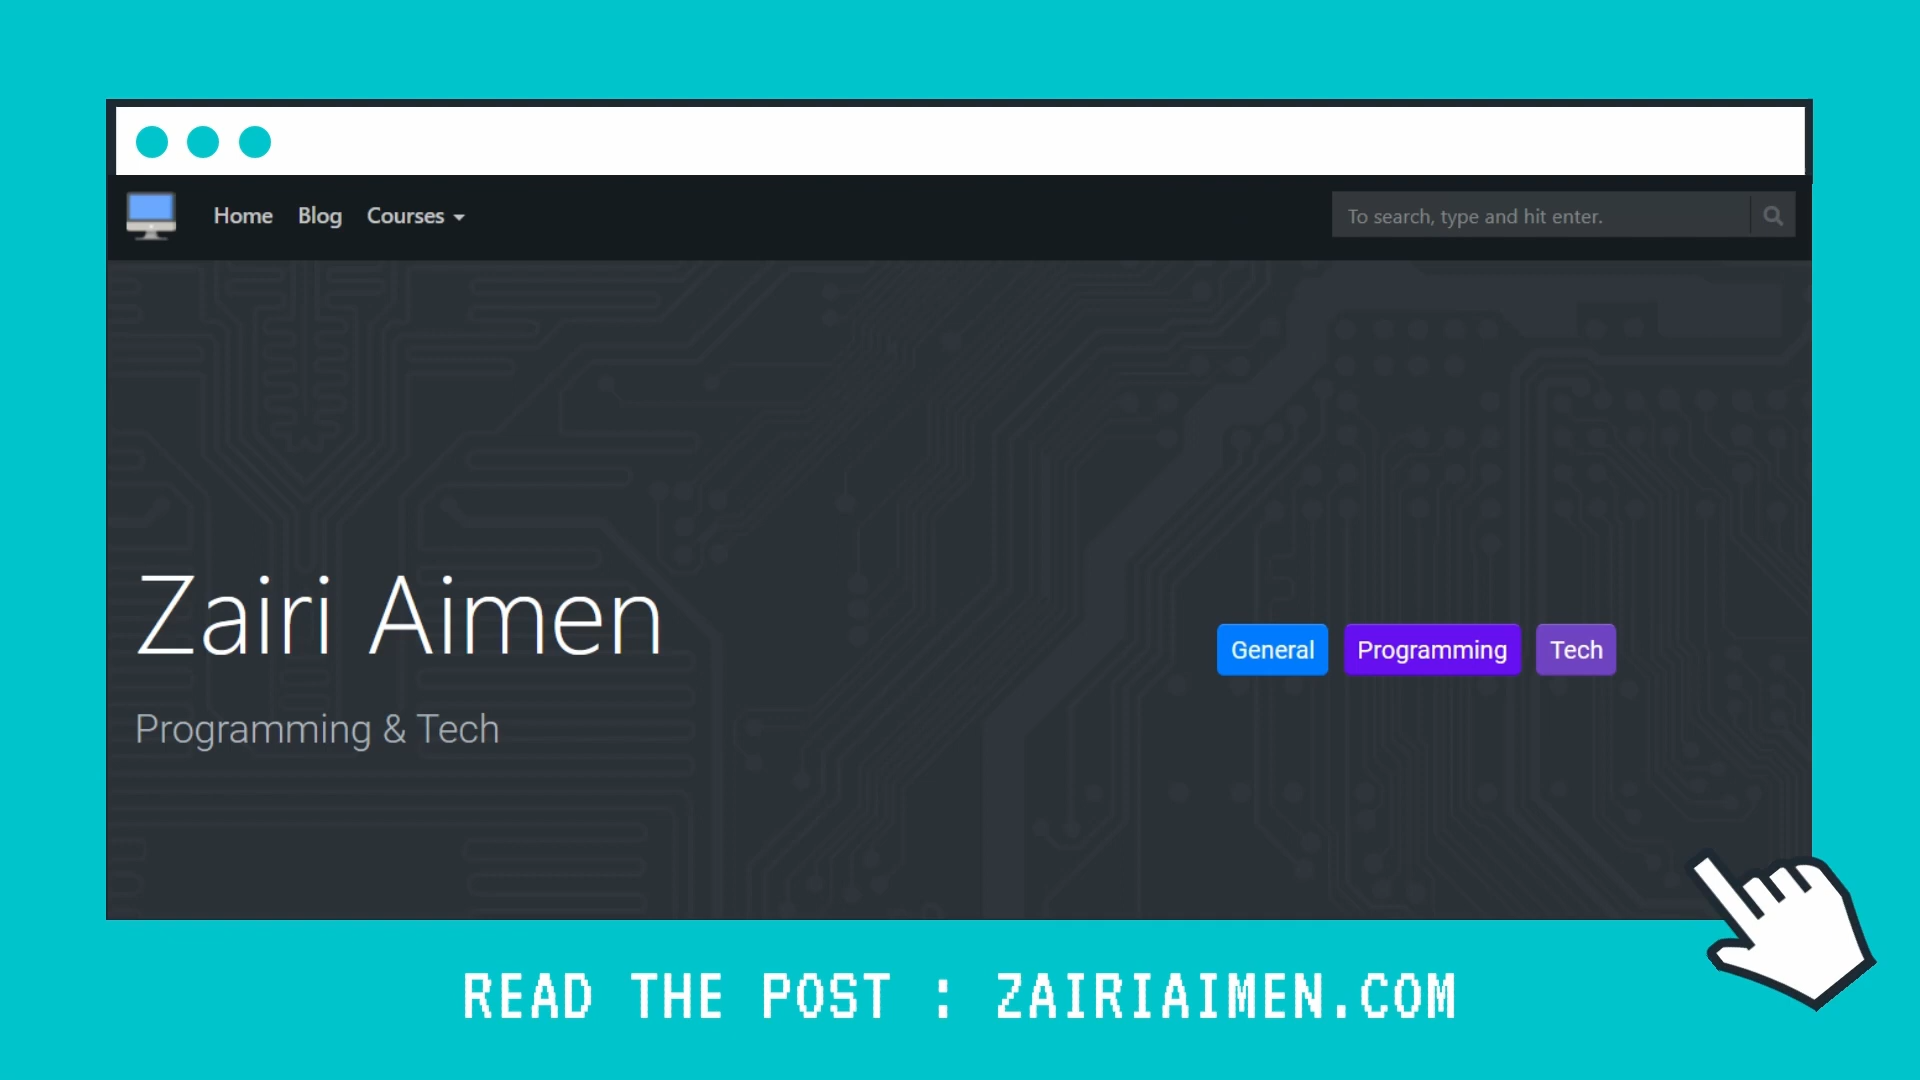 Home Blog Courses
To search, type and hit enter.
Zairi Aimen
General Programming Tech
Programming & Tech
READ THE POST : ZAIRIAIMEN.COM